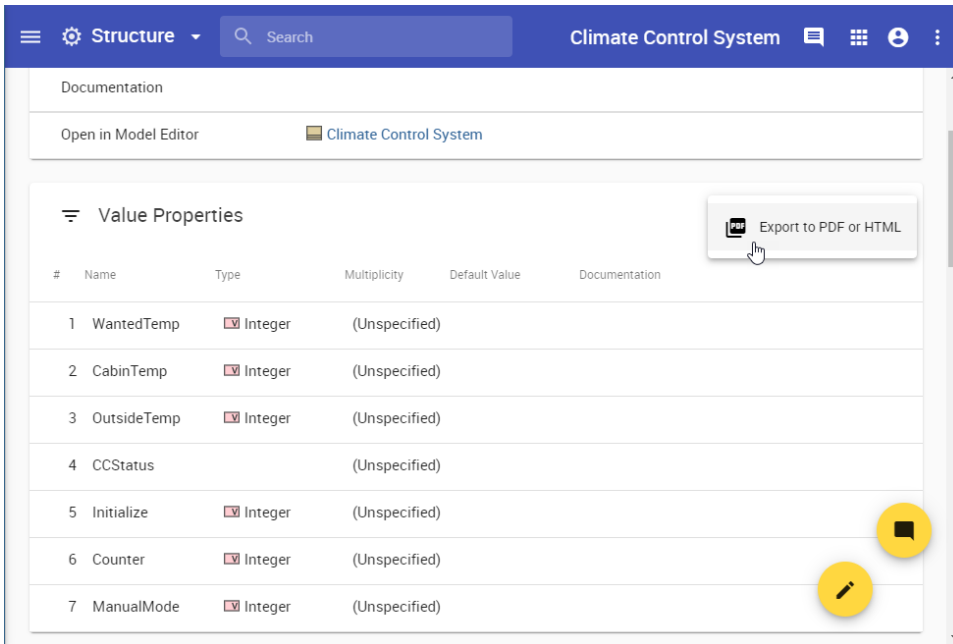 Structure Search Climate Control System
Documentation
Open in Model Editor Climate Control System
Value Properties
PDF Export to PDF or HTML
# Name Type Multiplicity Default Value Documentation
1 WantedTemp V Integer (Unspecified)
2 CabinTemp V Integer (Unspecified)
3 OutsideTemp V Integer (Unspecified)
4 CCStatus (Unspecified)
5 Initialize V Integer (Unspecified)
6 Counter V Integer (Unspecified)
7 ManualMode V Integer (Unspecified)